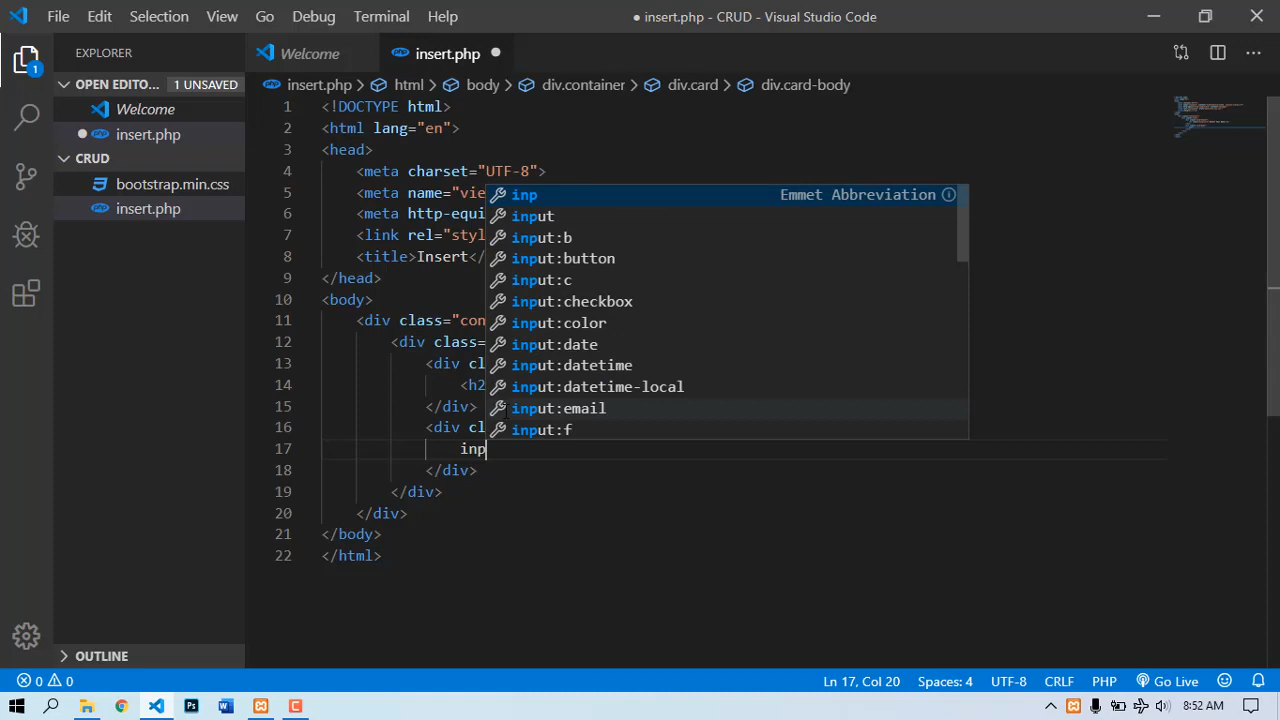 File Edit Selection View Go Debug Terminal Help
● insert.php - CRUD - Visual Studio Code
EXPLORER
OPEN EDITO... 1 UNSAVED
Welcome
insert.php
CRUD
bootstrap.min.css
insert.php
OUTLINE
1
Welcome
insert.php
insert.php > html > body > div.container > div.card > div.card-body
1 <!DOCTYPE html>
2 <html lang="en">
3 <head>
4 <meta charset="UTF-8">
5 <meta name="vie
6 <meta http-equi
7 <link rel="styl
8 <title>Insert</
9 </head>
10 <body>
11 <div class="con
12 <div class=
13 <div cl
14 <h2
15 </div>
16 <div cl
17 inp
18 </div>
19 </div>
20 </div>
21 </body>
22 </html>
inp Emmet Abbreviation
input
input:b
input:button
input:c
input:checkbox
input:color
input:date
input:datetime
input:datetime-local
input:email
input:f
0 0 Ln 17, Col 20 Spaces: 4 UTF-8 CRLF PHP Go Live
8:52 AM